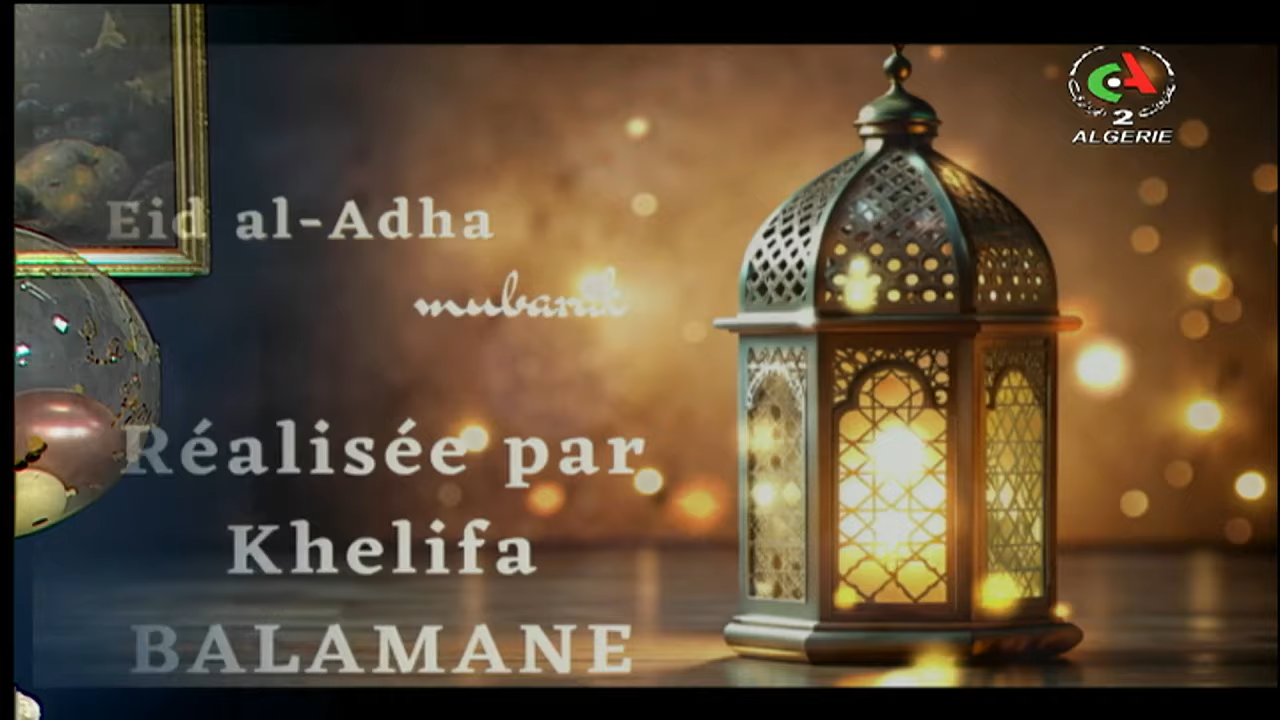 2
ALGERIE
Eid al-Adha
mubarak
Réalisée par
Khelifa
BALAMANE